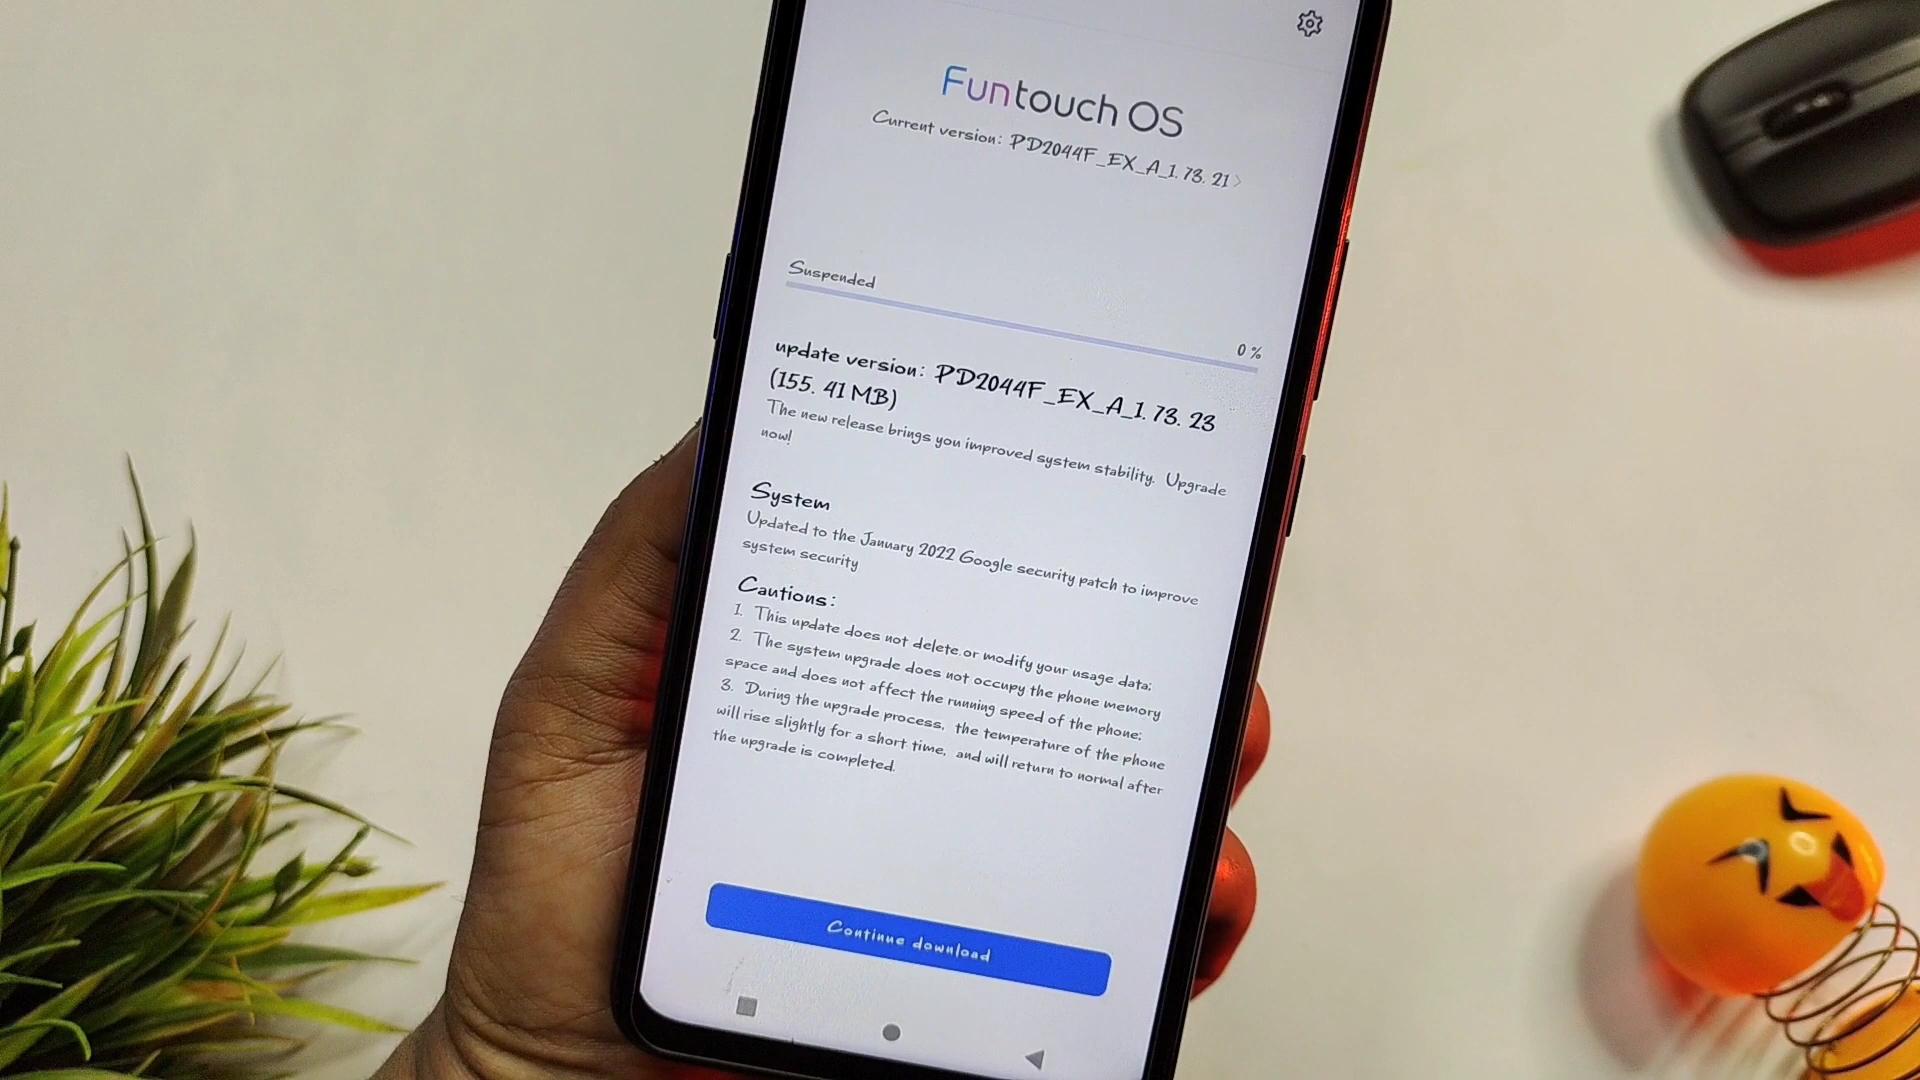 Funtouch OS
Current version: PD2044F_EX_A_1. 73. 21 >
Suspended
0 %
update version: PD2044F_EX_A_1. 73. 23
(155. 41 MB)
The new release brings you improved system stability. Upgrade
now!
System
Updated to the January 2022 Google security patch to improve
system security
Cautions:
1. This update does not delete or modify your usage data;
2. The system upgrade does not occupy the phone memory
space and does not affect the running speed of the phone;
3. During the upgrade process, the temperature of the phone
will rise slightly for a short time, and will return to normal after
the upgrade is completed.
Continue download